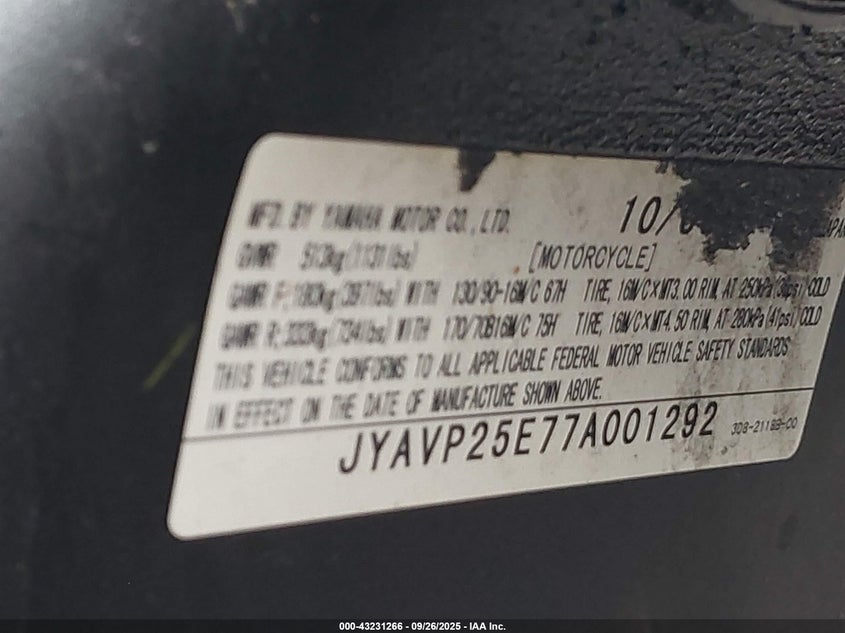 MFD. BY YAMAHA MOTOR CO., LTD. 10/0
GVWR 513kg(1131lbs) [MOTORCYCLE]
GAWR F;180kg(397lbs) WITH 130/90-16M/C 67H TIRE, 16M/C×MT3.00 RIM, AT 250kPa(36psi) COLD
GAWR R;333kg(734lbs) WITH 170/70B16M/C 75H TIRE, 16M/C×MT4.50 RIM, AT 280kPa(41psi) COLD
THIS VEHICLE CONFORMS TO ALL APPLICABLE FEDERAL MOTOR VEHICLE SAFETY STANDARDS
IN EFFECT ON THE DATE OF MANUFACTURE SHOWN ABOVE.
JYAVP25E77A001292
000-43231266 - 09/26/2025 - IAA Inc.